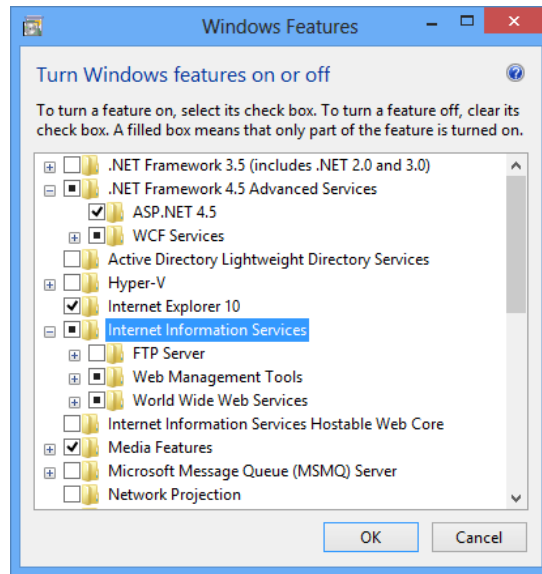 Windows Features
Turn Windows features on or off
To turn a feature on, select its check box. To turn a feature off, clear its
check box. A filled box means that only part of the feature is turned on.
.NET Framework 3.5 (includes .NET 2.0 and 3.0)
.NET Framework 4.5 Advanced Services
ASP.NET 4.5
WCF Services
Active Directory Lightweight Directory Services
Hyper-V
Internet Explorer 10
Internet Information Services
FTP Server
Web Management Tools
World Wide Web Services
Internet Information Services Hostable Web Core
Media Features
Microsoft Message Queue (MSMQ) Server
Network Projection
OK Cancel